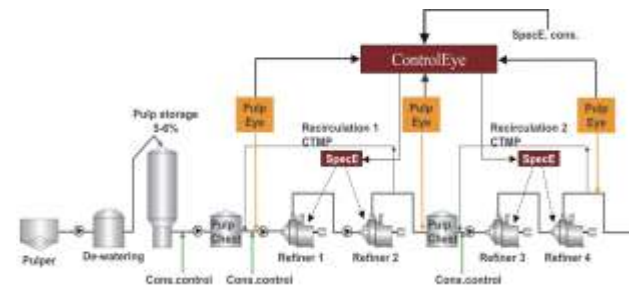 SpecE, cons.
ControlEye
Pulp
Eye
Pulp
Eye
Pulp
Eye
Pulp storage
5-6%
Recirculation 1
CTMP
Recirculation 2
CTMP
SpecE
SpecE
Pulp
Chest
Pulp
Chest
Pulper
De-watering
Refiner 1
Refiner 2
Refiner 3
Refiner 4
Cons.control
Cons.control
Cons.control